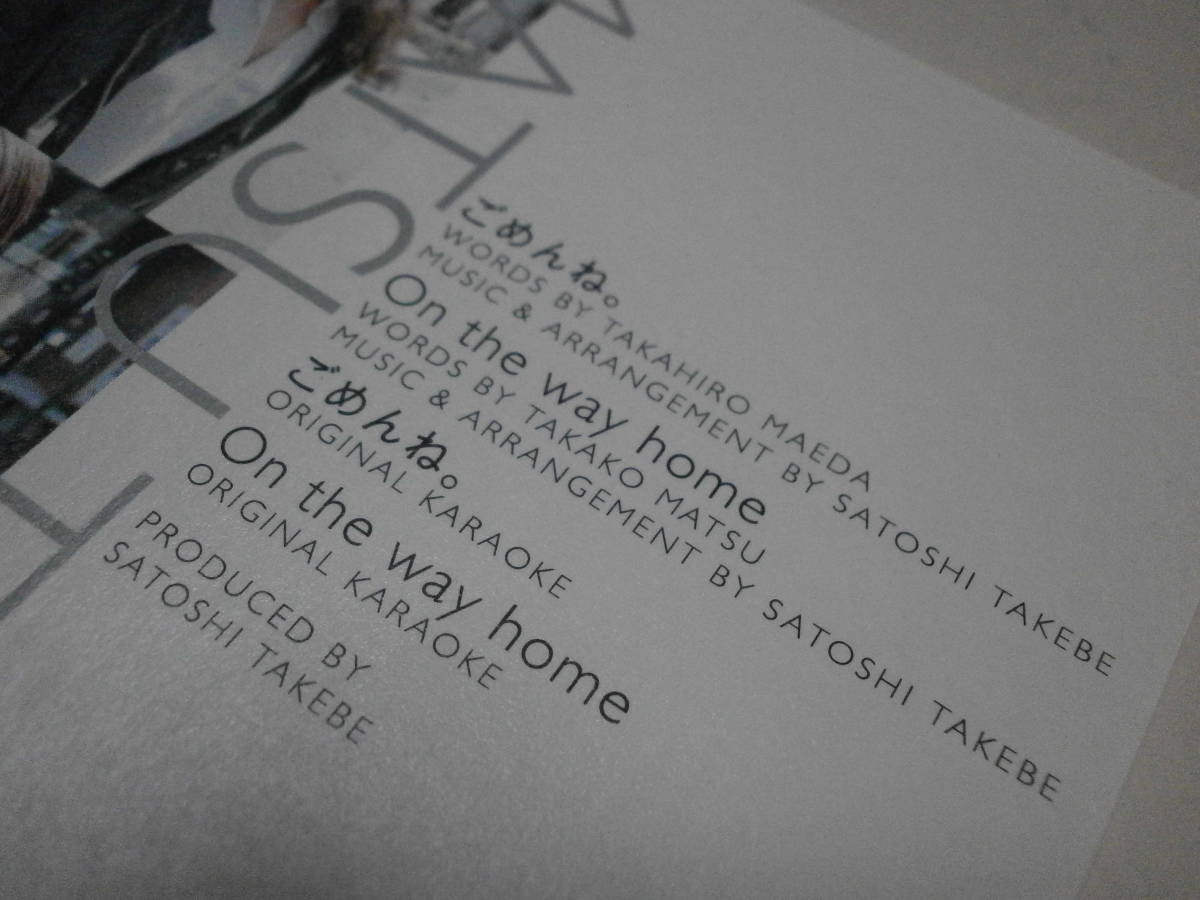 ごめんね。
WORDS BY TAKAHIRO MAEDA
MUSIC & ARRANGEMENT BY SATOSHI TAKEBE
On the way home
WORDS BY TAKAKO MATSU
MUSIC & ARRANGEMENT BY SATOSHI TAKEBE
ごめんね。
ORIGINAL KARAOKE
On the way home
ORIGINAL KARAOKE
PRODUCED BY
SATOSHI TAKEBE